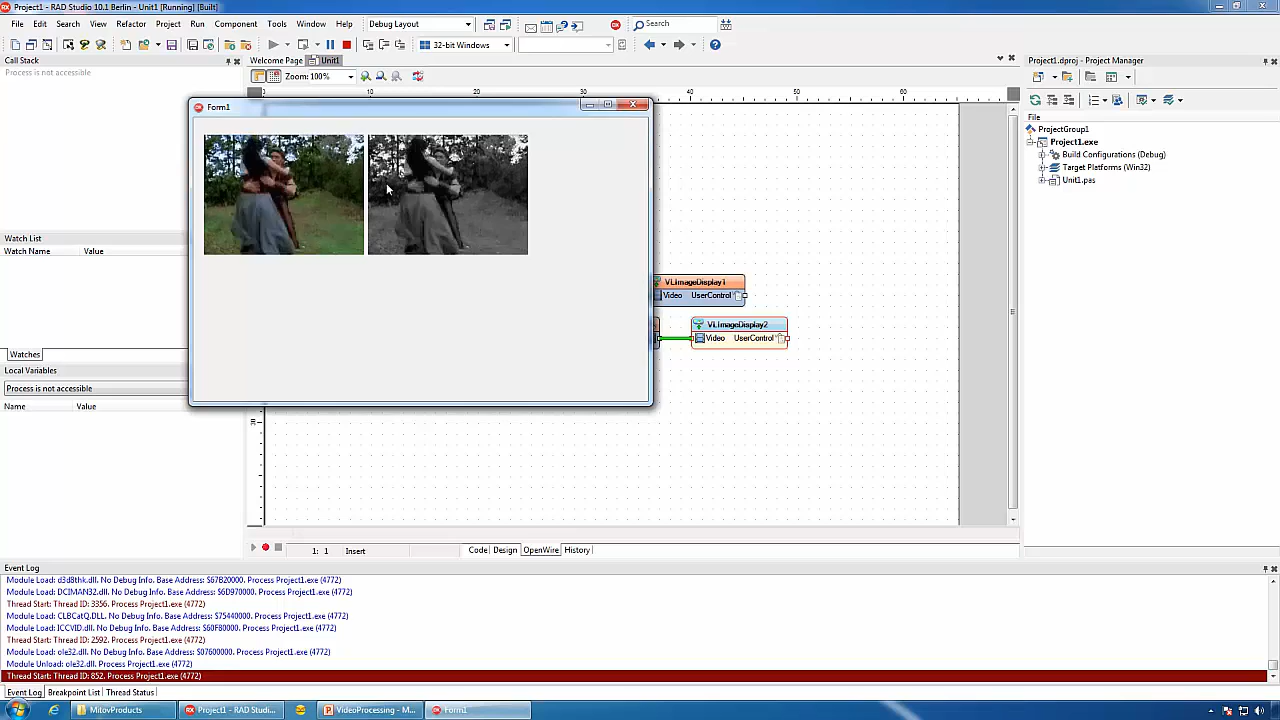 Project1 - RAD Studio 10.1 Berlin - Unit1 [Running] [Built]
File Edit Search View Refactor Project Run Component Tools Window Help Debug Layout Search
32-bit Windows
Call Stack
Process is not accessible
Welcome Page Unit1
Zoom: 100%
10 30 40 50 60
Project1.dproj - Project Manager
File
ProjectGroup1
Project1.exe
Build Configurations (Debug)
Target Platforms (Win32)
Unit1.pas
Form1
Watch List
Watch Name Value
VLImageDisplay1
Video UserControl
VLImageDisplay2
Video UserControl
Watches
Local Variables
Process is not accessible
Name Value
1: 1 Insert Code Design OpenWire History
Event Log
Module Load: d3d8thk.dll. No Debug Info. Base Address: $67B20000. Process Project1.exe (4772)
Module Load: DCIMAN32.dll. No Debug Info. Base Address: $6D970000. Process Project1.exe (4772)
Thread Start: Thread ID: 3356. Process Project1.exe (4772)
Module Load: CLBCatQ.DLL. No Debug Info. Base Address: $75440000. Process Project1.exe (4772)
Module Load: ICCVID.dll. No Debug Info. Base Address: $60F80000. Process Project1.exe (4772)
Thread Start: Thread ID: 2592. Process Project1.exe (4772)
Module Load: ole32.dll. No Debug Info. Base Address: $07600000. Process Project1.exe (4772)
Module Unload: ole32.dll. Process Project1.exe (4772)
Thread Start: Thread ID: 852. Process Project1.exe (4772)
Event Log Breakpoint List Thread Status
MitovProducts Project1 - RAD Studi... VideoProcessing - M... Form1